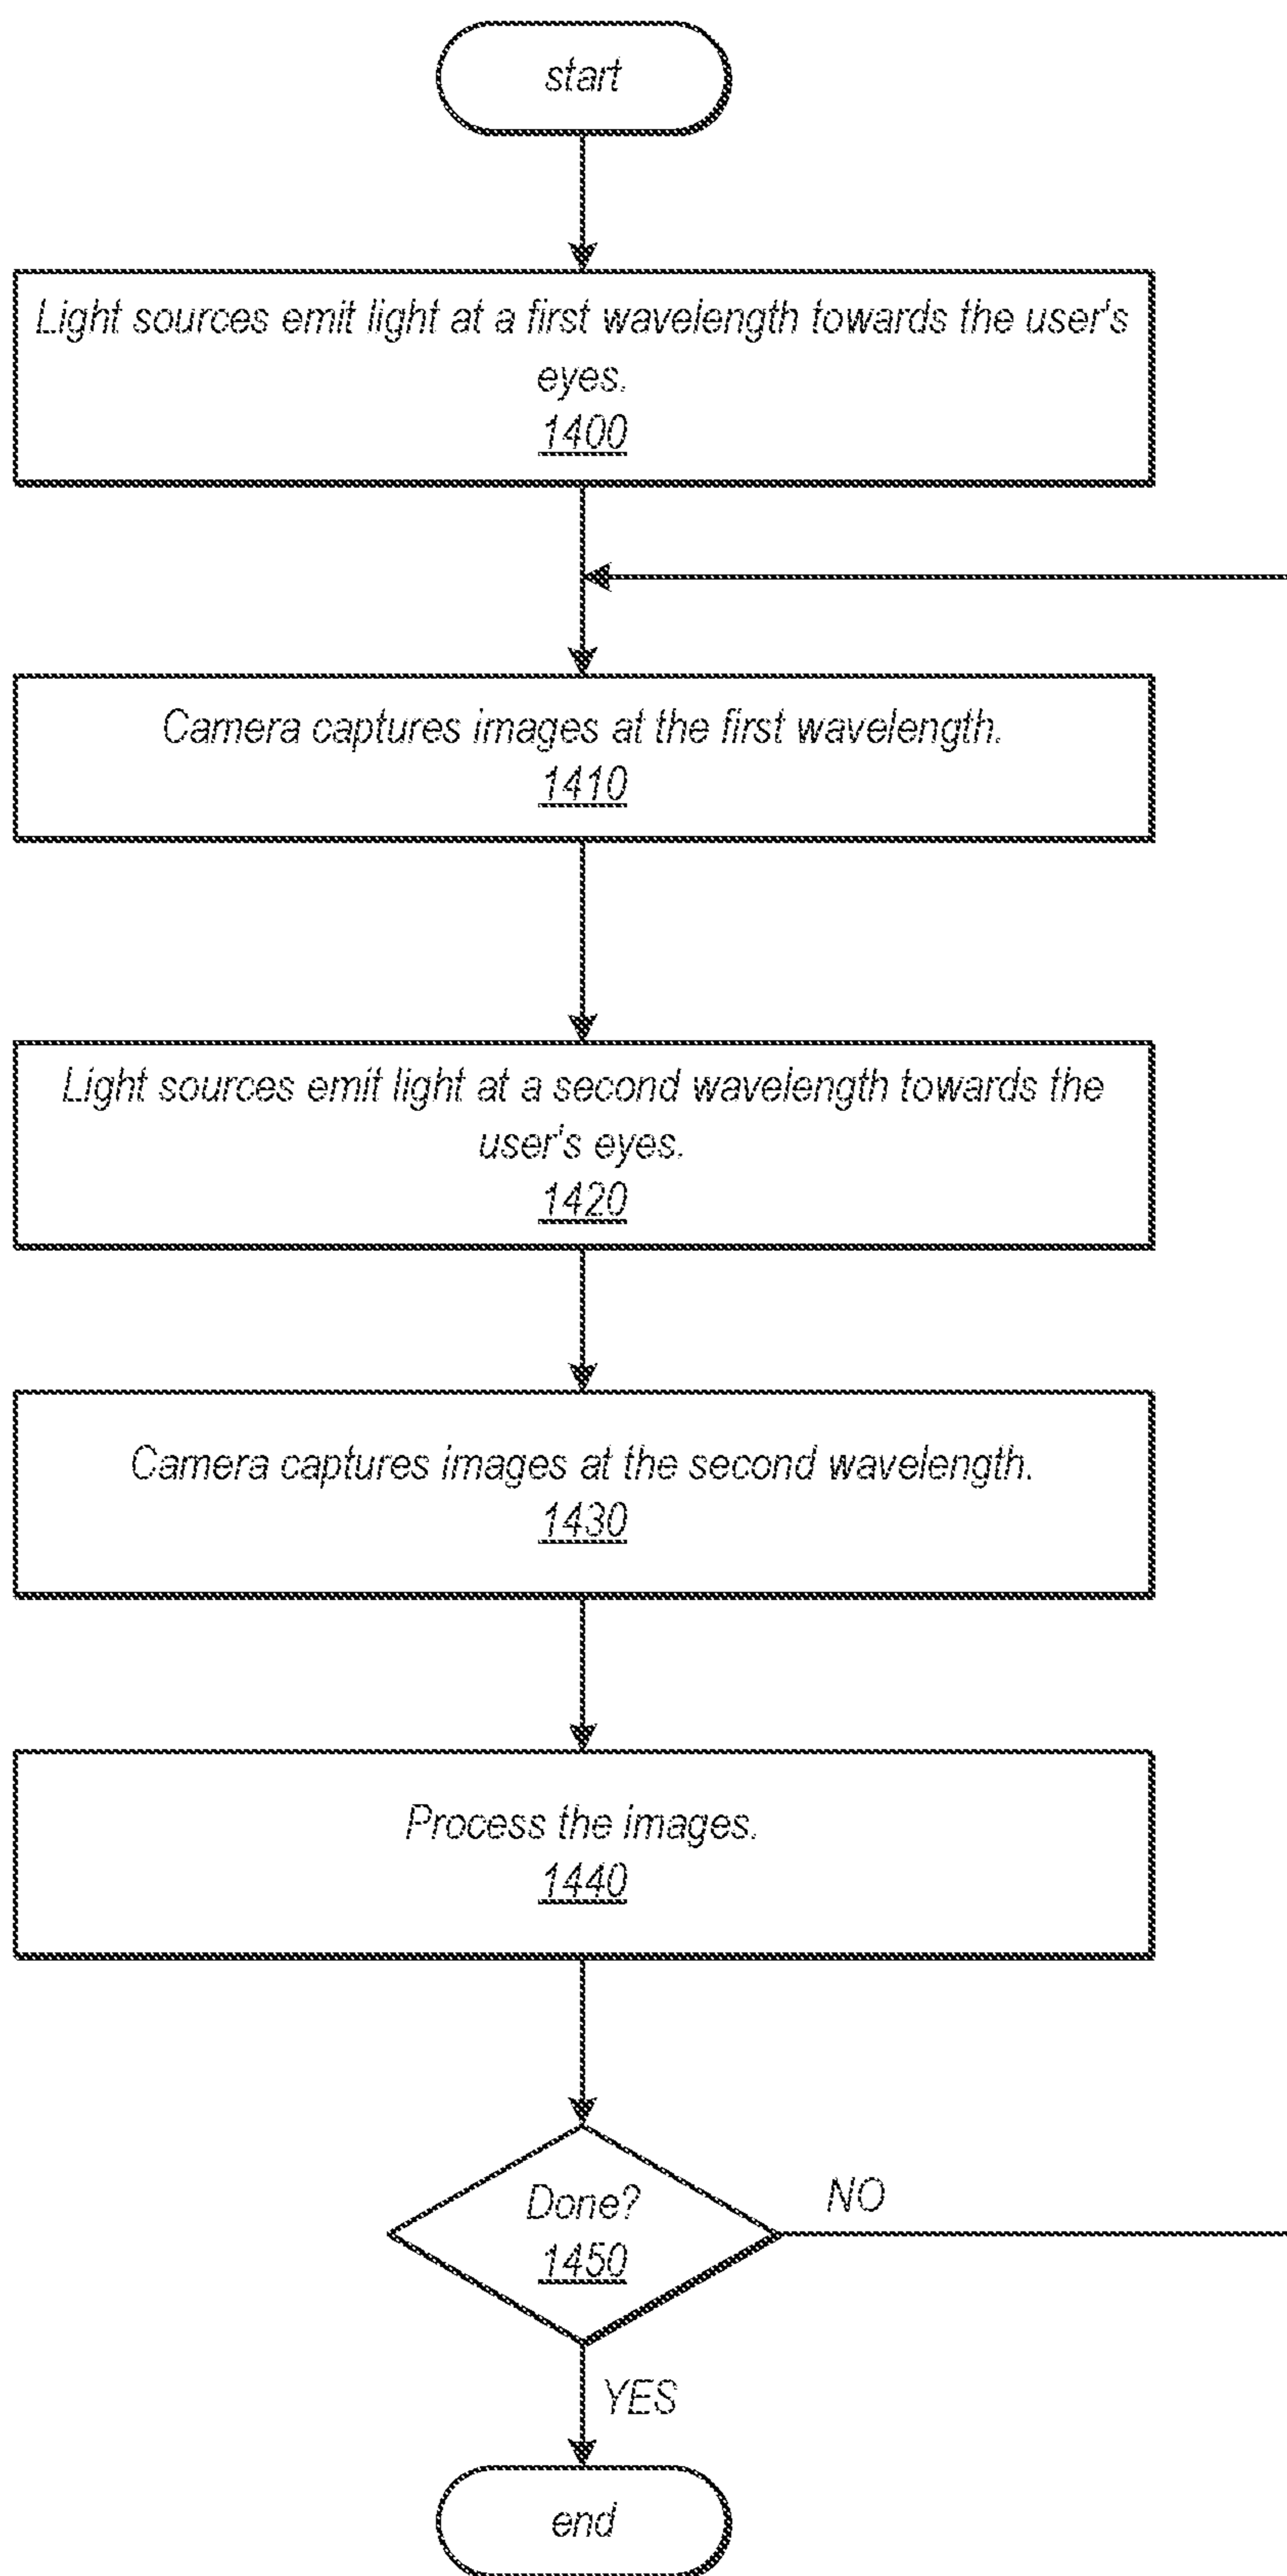 start
Light sources emit light at a first wavelength towards the user's
eyes.
1400
Camera captures images at the first wavelength.
1410
Light sources emit light at a second wavelength towards the
user's eyes.
1420
Camera captures images at the second wavelength.
1430
Process the images.
1440
Done?
1450
NO
YES
end